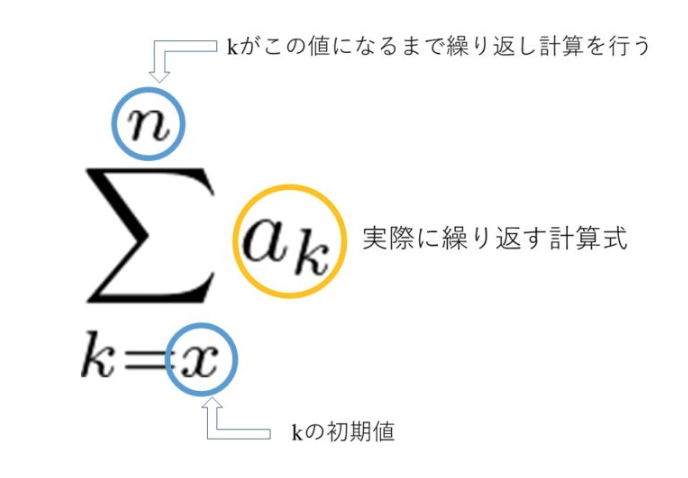 kがこの値になるまで繰り返し計算を行う
n
∑ a_k
実際に繰り返す計算式
k=x
kの初期値